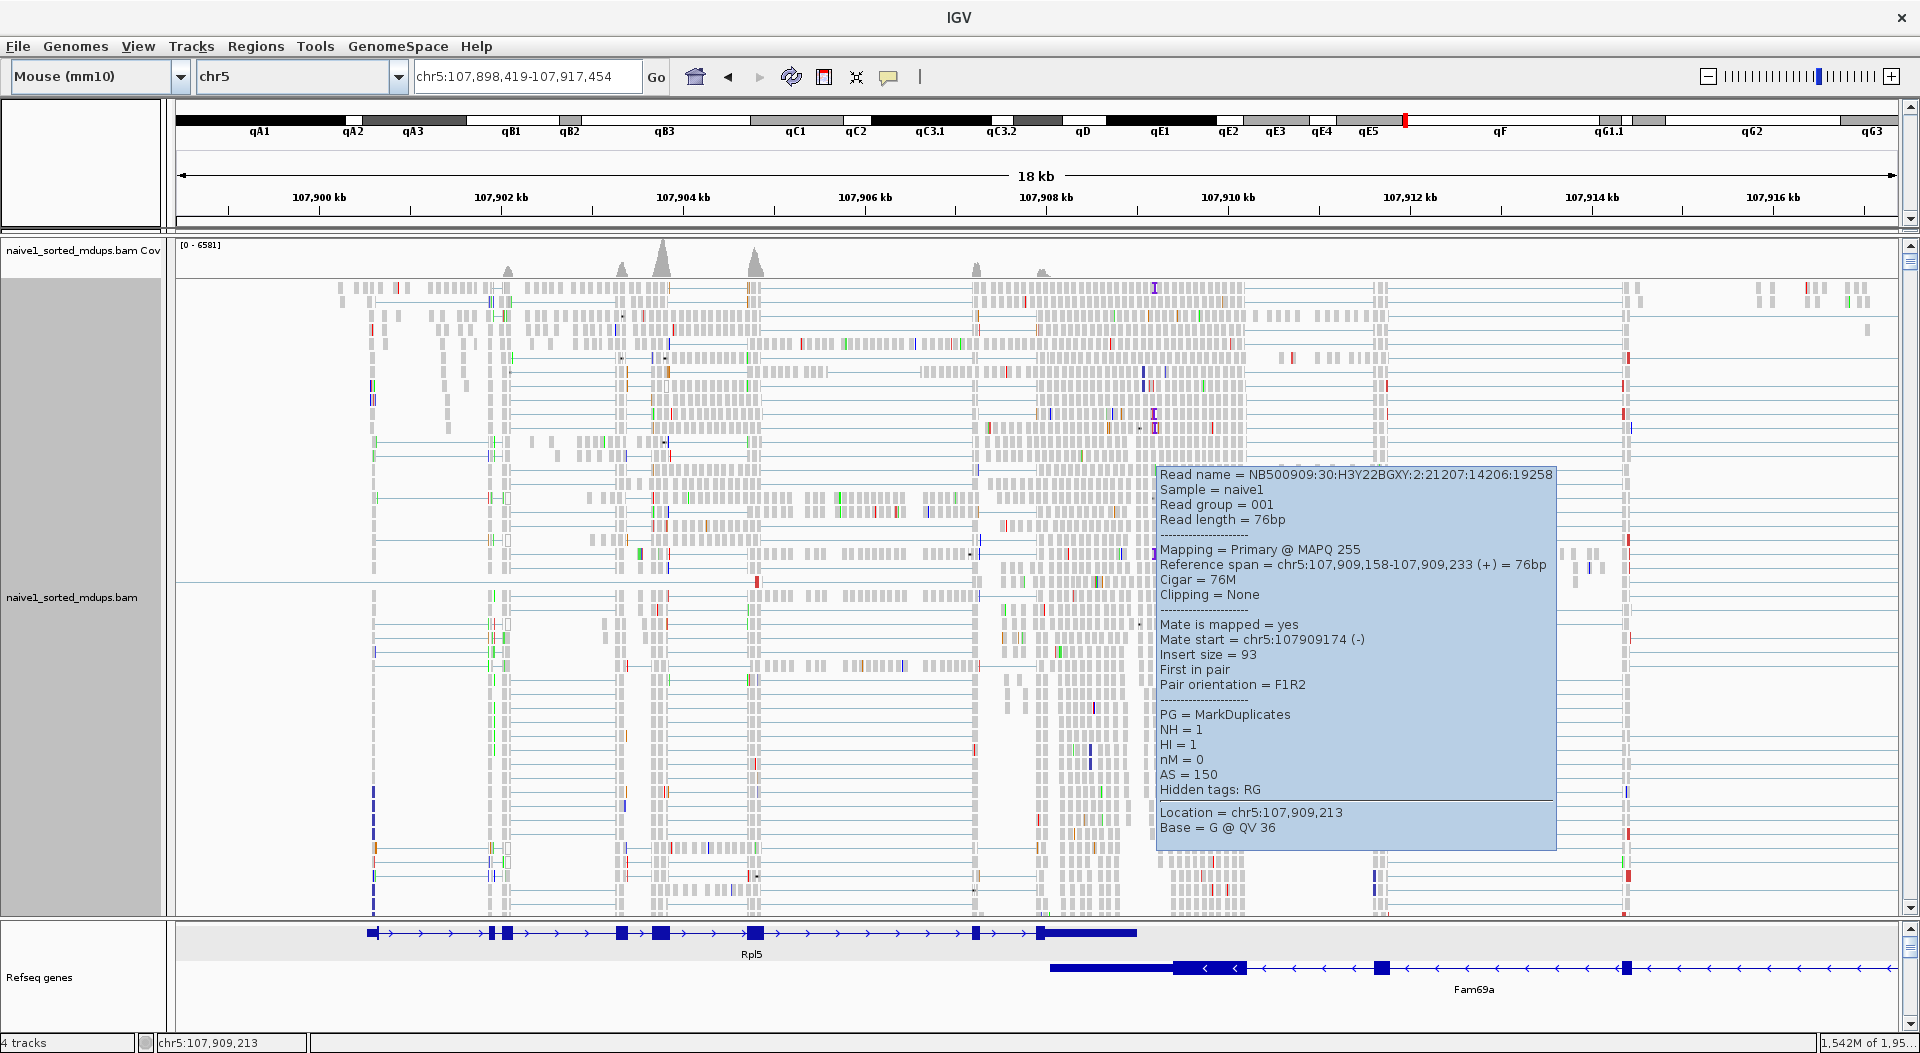 IGV
File Genomes View Tracks Regions Tools GenomeSpace Help
Mouse (mm10) chr5 chr5:107,898,419-107,917,454 Go
qA1 qA2 qA3 qB1 qB2 qB3 qC1 qC2 qC3.1 qC3.2 qD qE1 qE2 qE3 qE4 qE5 qF qG1.1 qG2 qG3
18 kb
107,900 kb 107,902 kb 107,904 kb 107,906 kb 107,908 kb 107,910 kb 107,912 kb 107,914 kb 107,916 kb
naive1_sorted_mdups.bam Cov
[0 - 6581]
Read name = NB500909:30:H3Y22BGXY:2:21207:14206:19258
Sample = naive1
Read group = 001
Read length = 76bp
----------------------
Mapping = Primary @ MAPQ 255
Reference span = chr5:107,909,158-107,909,233 (+) = 76bp
Cigar = 76M
Clipping = None
----------------------
Mate is mapped = yes
Mate start = chr5:107909174 (-)
Insert size = 93
First in pair
Pair orientation = F1R2
----------------------
PG = MarkDuplicates
NH = 1
HI = 1
nM = 0
AS = 150
Hidden tags: RG
Location = chr5:107,909,213
Base = G @ QV 36
naive1_sorted_mdups.bam
Rpl5
Refseq genes
Fam69a
4 tracks chr5:107,909,213 1,542M of 1,95...